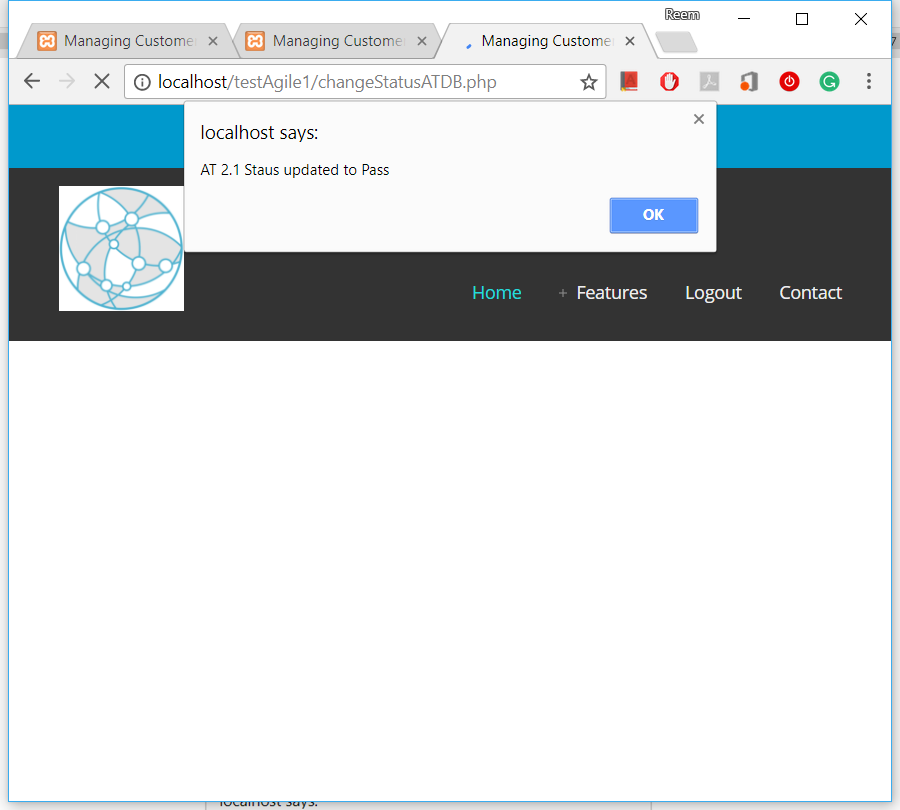 Reem
Managing Custome
Managing Custome
Managing Custome
localhost/testAgile1/changeStatusATDB.php
localhost says:
AT 2.1 Staus updated to Pass
OK
Home
+ Features
Logout
Contact
localhost says: